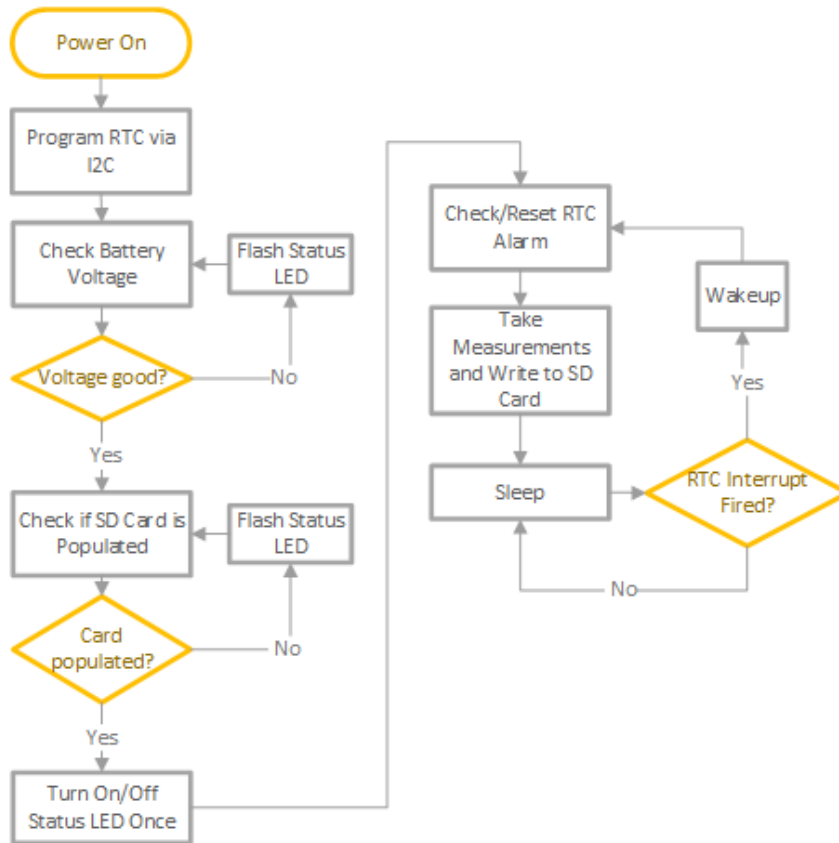 Power On
Program RTC via
I2C
Check Battery
Voltage
Flash Status
LED
Voltage good?
No
Yes
Check if SD Card is
Populated
Flash Status
LED
Card
populated?
No
Yes
Turn On/Off
Status LED Once
Check/Reset RTC
Alarm
Take
Measurements
and Write to SD
Card
Sleep
RTC Interrupt
Fired?
Yes
Wakeup
No